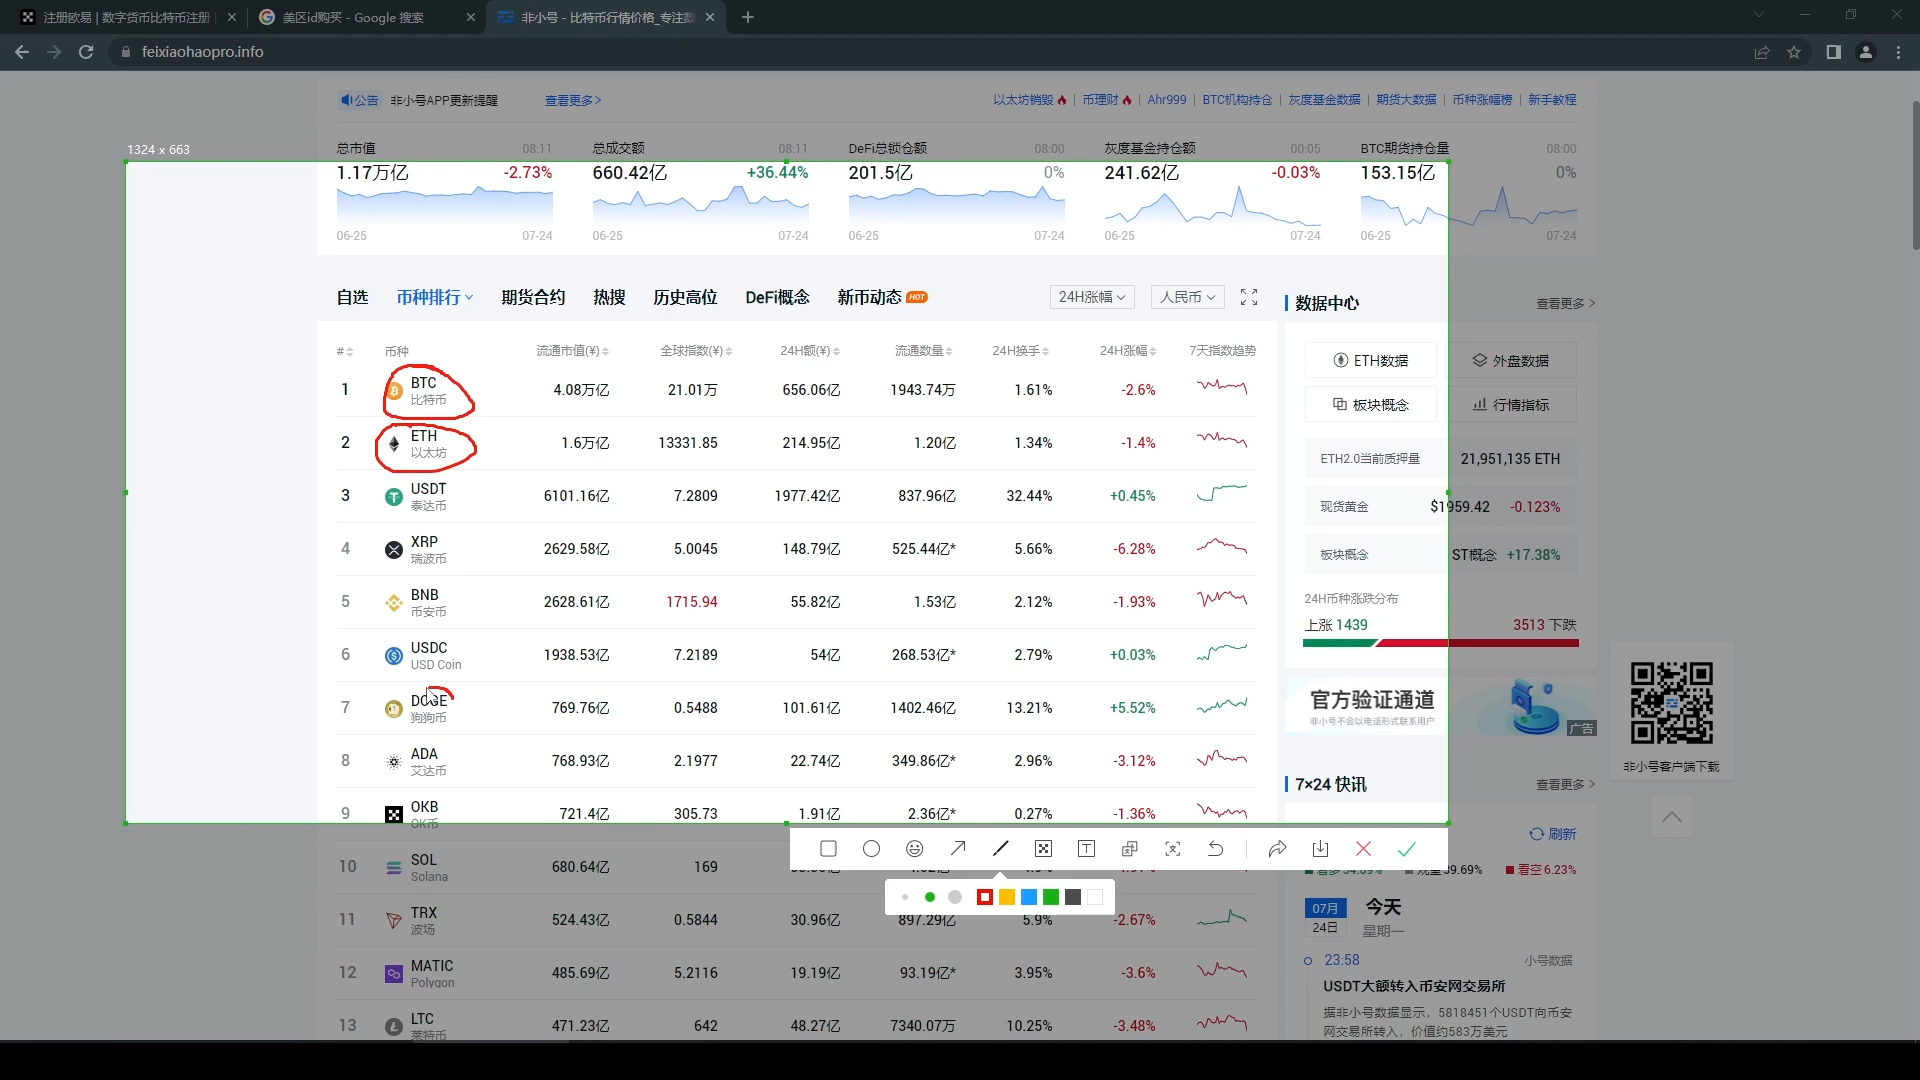 注册欧易 | 数字货币比特币注册
美区id购买 - Google 搜索
非小号 - 比特币行情价格_专注数
feixiaohaopro.info
公告 非小号APP更新提醒 查看更多>
以太坊销毁 | 币理财 | Ahr999 | BTC机构持仓 | 灰度基金数据 | 期货大数据 | 币种涨幅榜 | 新手教程
1324 x 663
总市值 08:11 总成交额 08:11 DeFi总锁仓额 08:00 灰度基金持仓额 00:05 BTC期货持仓量 08:00
1.17万亿 -2.73% 660.42亿 +36.44% 201.5亿 0% 241.62亿 -0.03% 153.15亿 0%
06-25 07-24 06-25 07-24 06-25 07-24 06-25 07-24 06-25 07-24
自选 币种排行 期货合约 热搜 历史高位 DeFi概念 新币动态 HOT 24H涨幅 人民币
# 币种 流通市值(¥) 全球指数(¥) 24H额(¥) 流通数量 24H换手 24H涨幅 7天指数趋势
1 BTC 4.08万亿 21.01万 656.06亿 1943.74万 1.61% -2.6%
比特币
2 ETH 1.6万亿 13331.85 214.95亿 1.20亿 1.34% -1.4%
以太坊
3 USDT 6101.16亿 7.2809 1977.42亿 837.96亿 32.44% +0.45%
泰达币
4 XRP 2629.58亿 5.0045 148.79亿 525.44亿* 5.66% -6.28%
瑞波币
5 BNB 2628.61亿 1715.94 55.82亿 1.53亿 2.12% -1.93%
币安币
6 USDC 1938.53亿 7.2189 54亿 268.53亿* 2.79% +0.03%
USD Coin
7 DOGE 769.76亿 0.5488 101.61亿 1402.46亿 13.21% +5.52%
狗狗币
8 ADA 768.93亿 2.1977 22.74亿 349.86亿* 2.96% -3.12%
艾达币
9 OKB 721.4亿 305.73 1.91亿 2.36亿* 0.27% -1.36%
OK币
10 SOL 680.64亿 169
Solana
11 TRX 524.43亿 0.5844 30.96亿 897.29亿 5.9% -2.67%
波场
12 MATIC 485.69亿 5.2116 19.19亿 93.19亿* 3.95% -3.6%
Polygon
13 LTC 471.23亿 642 48.27亿 7340.07万 10.25% -3.48%
莱特币
数据中心 查看更多 >
ETH数据 外盘数据
板块概念 行情指标
ETH2.0当前质押量 21,951,135 ETH
现货黄金 $1959.42 -0.123%
板块概念 ST概念 +17.38%
24H币种涨跌分布
上涨 1439 3513 下跌
官方验证通道
非小号不会以电话形式联系用户
广告
非小号客户端下载
7×24 快讯 查看更多 >
刷新
看空 6.23%
07月 今天
24日 星期一
23:58 小号数据
USDT大额转入币安网交易所
据非小号数据显示，5818451个USDT向币安
网交易所转入，价值约583万美元